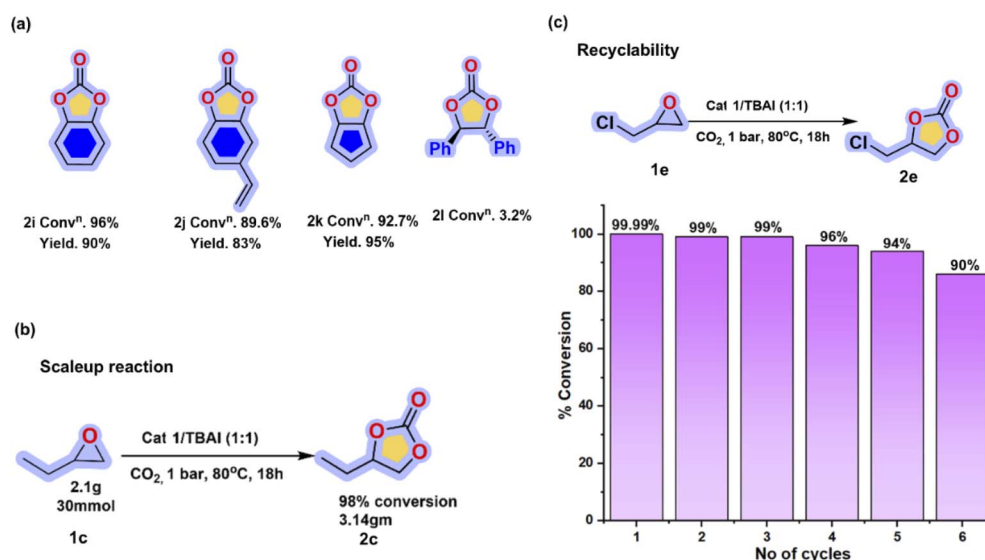 (a)
O
O O
2i Convⁿ. 96%
Yield. 90%
O
O O
2j Convⁿ. 89.6%
Yield. 83%
O
O O
2k Convⁿ. 92.7%
Yield. 95%
O
O O
Ph Ph
2l Convⁿ. 3.2%
(b)
Scaleup reaction
O
2.1g
30mmol
1c
Cat 1/TBAI (1:1)
CO₂, 1 bar, 80°C, 18h
O
O
O
98% conversion
3.14gm
2c
(c)
Recyclability
O
Cl
1e
Cat 1/TBAI (1:1)
CO₂, 1 bar, 80°C, 18h
O
O
O
Cl
2e
% Conversion
100
80
60
40
20
0
99.99%
99%
99%
96%
94%
90%
1 2 3 4 5 6
No of cycles